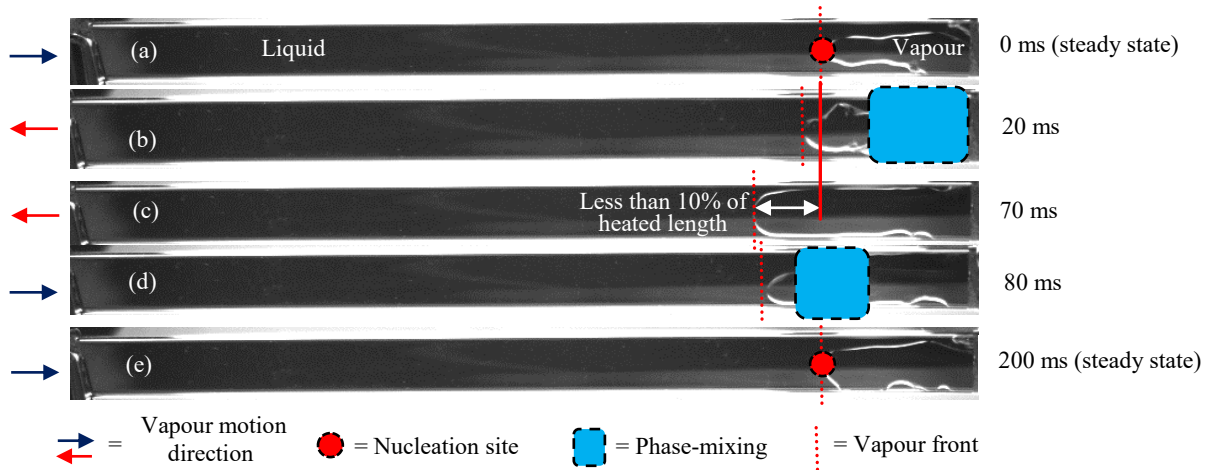 (a)
Liquid
Vapour
0 ms (steady state)
(b)
20 ms
(c)
Less than 10% of
heated length
70 ms
(d)
80 ms
(e)
200 ms (steady state)
= Vapour motion
direction
= Nucleation site
= Phase-mixing
= Vapour front